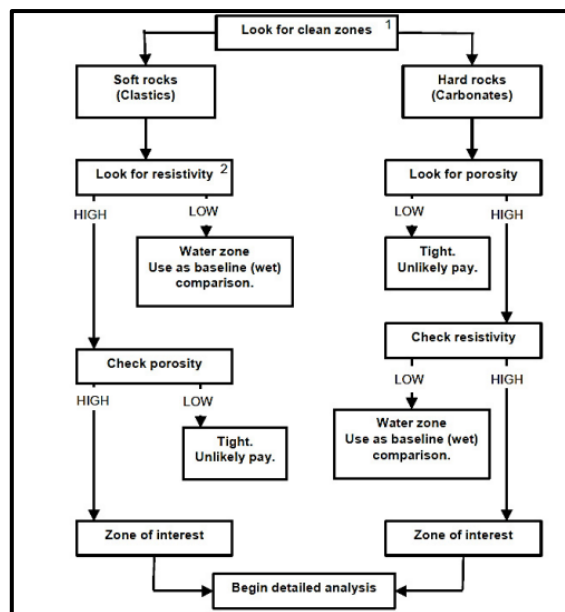 Look for clean zones 1
Soft rocks
(Clastics)
Hard rocks
(Carbonates)
Look for resistivity 2
Look for porosity
HIGH
LOW
LOW
HIGH
Water zone
Use as baseline (wet)
comparison.
Tight.
Unlikely pay.
Check porosity
Check resistivity
HIGH
LOW
LOW
HIGH
Tight.
Unlikely pay.
Water zone
Use as baseline (wet)
comparison.
Zone of interest
Zone of interest
Begin detailed analysis